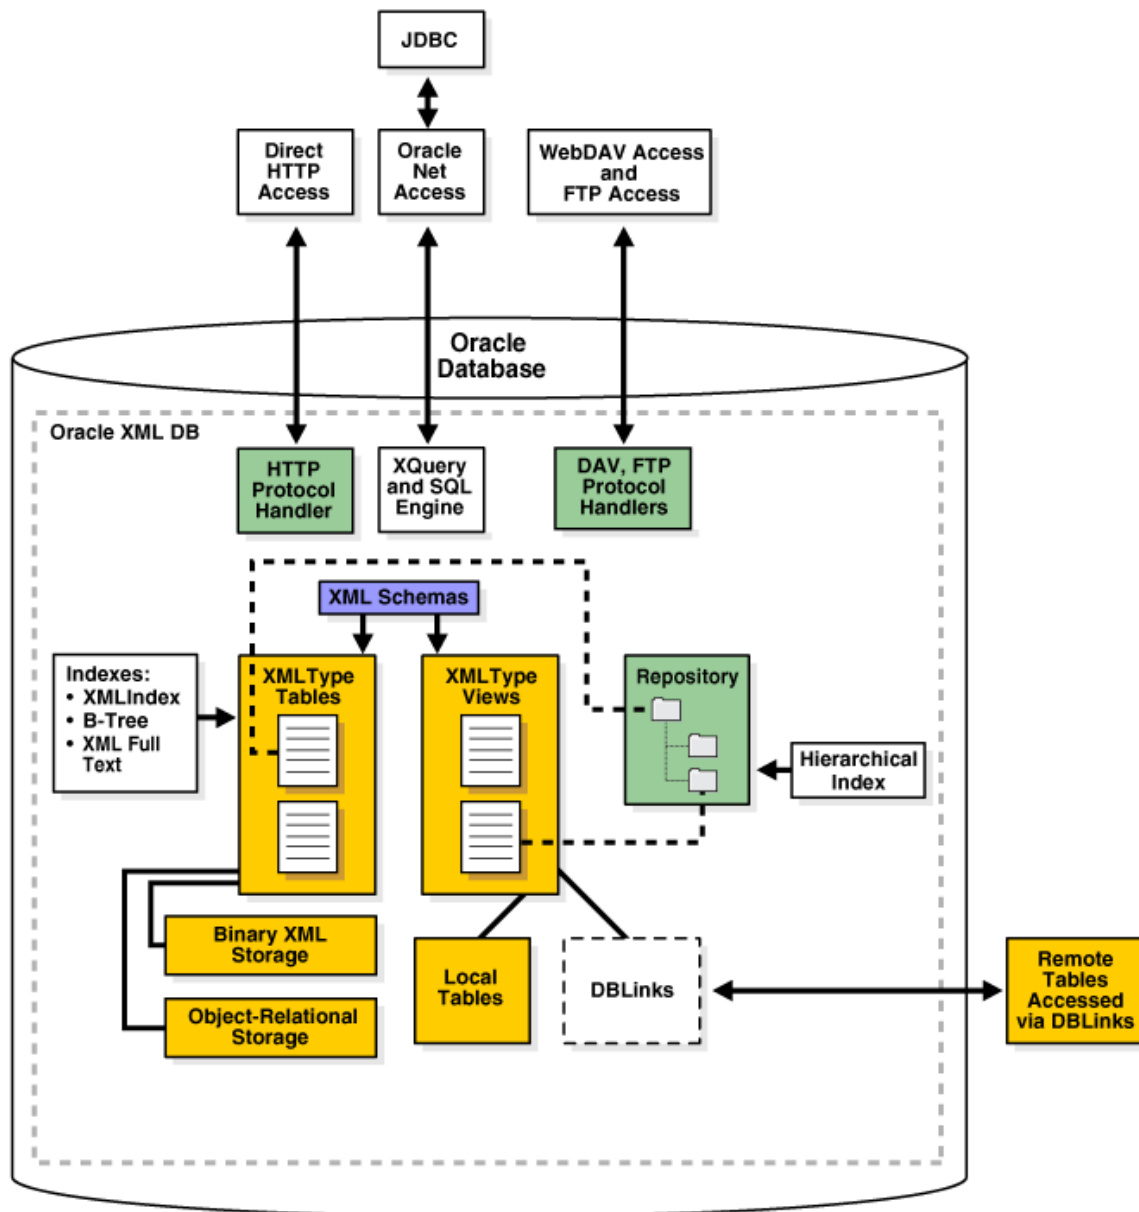 JDBC
Direct
HTTP
Access
Oracle
Net
Access
WebDAV Access
and
FTP Access
Oracle
Database
Oracle XML DB
HTTP
Protocol
Handler
XQuery
and SQL
Engine
DAV, FTP
Protocol
Handlers
XML Schemas
Indexes:
• XMLIndex
• B-Tree
• XML Full
Text
XMLType
Tables
XMLType
Views
Repository
Hierarchical
Index
Binary XML
Storage
Object-Relational
Storage
Local
Tables
DBLinks
Remote
Tables
Accessed
via DBLinks